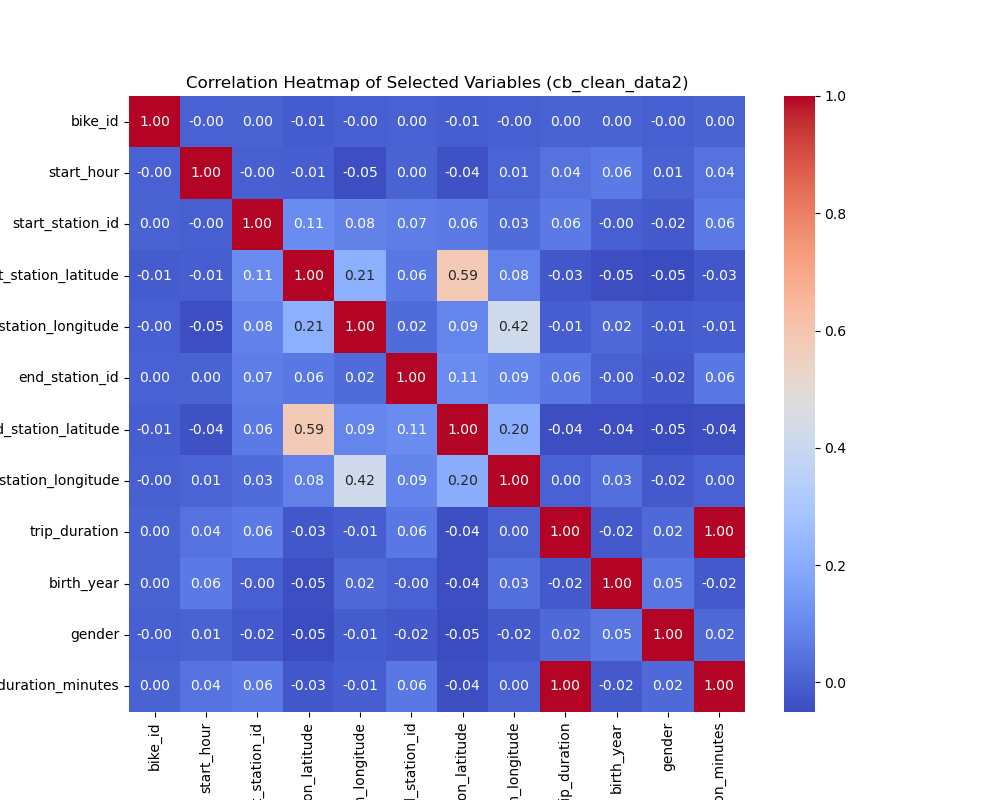 Correlation Heatmap of Selected Variables (cb_clean_data2)
bike_id 1.00 -0.00 0.00 -0.01 -0.00 0.00 -0.01 -0.00 0.00 0.00 -0.00 0.00
start_hour -0.00 1.00 -0.00 -0.01 -0.05 0.00 -0.04 0.01 0.04 0.06 0.01 0.04
start_station_id 0.00 -0.00 1.00 0.11 0.08 0.07 0.06 0.03 0.06 -0.00 -0.02 0.06
t_station_latitude -0.01 -0.01 0.11 1.00 0.21 0.06 0.59 0.08 -0.03 -0.05 -0.05 -0.03
station_longitude -0.00 -0.05 0.08 0.21 1.00 0.02 0.09 0.42 -0.01 0.02 -0.01 -0.01
end_station_id 0.00 0.00 0.07 0.06 0.02 1.00 0.11 0.09 0.06 -0.00 -0.02 0.06
d_station_latitude -0.01 -0.04 0.06 0.59 0.09 0.11 1.00 0.20 -0.04 -0.04 -0.05 -0.04
station_longitude -0.00 0.01 0.03 0.08 0.42 0.09 0.20 1.00 0.00 0.03 -0.02 0.00
trip_duration 0.00 0.04 0.06 -0.03 -0.01 0.06 -0.04 0.00 1.00 -0.02 0.02 1.00
birth_year 0.00 0.06 -0.00 -0.05 0.02 -0.00 -0.04 0.03 -0.02 1.00 0.05 -0.02
gender -0.00 0.01 -0.02 -0.05 -0.01 -0.02 -0.05 -0.02 0.02 0.05 1.00 0.02
duration_minutes 0.00 0.04 0.06 -0.03 -0.01 0.06 -0.04 0.00 1.00 -0.02 0.02 1.00
bike_id
start_hour
_station_id
on_latitude
n_longitude
_station_id
on_latitude
n_longitude
ip_duration
birth_year
gender
on_minutes
1.0
0.8
0.6
0.4
0.2
0.0